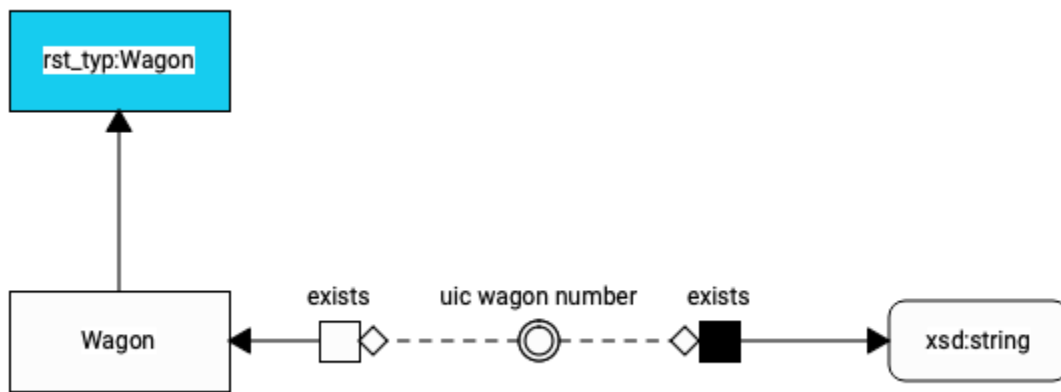 rst_typ:Wagon
exists
uic wagon number
exists
Wagon
xsd:string